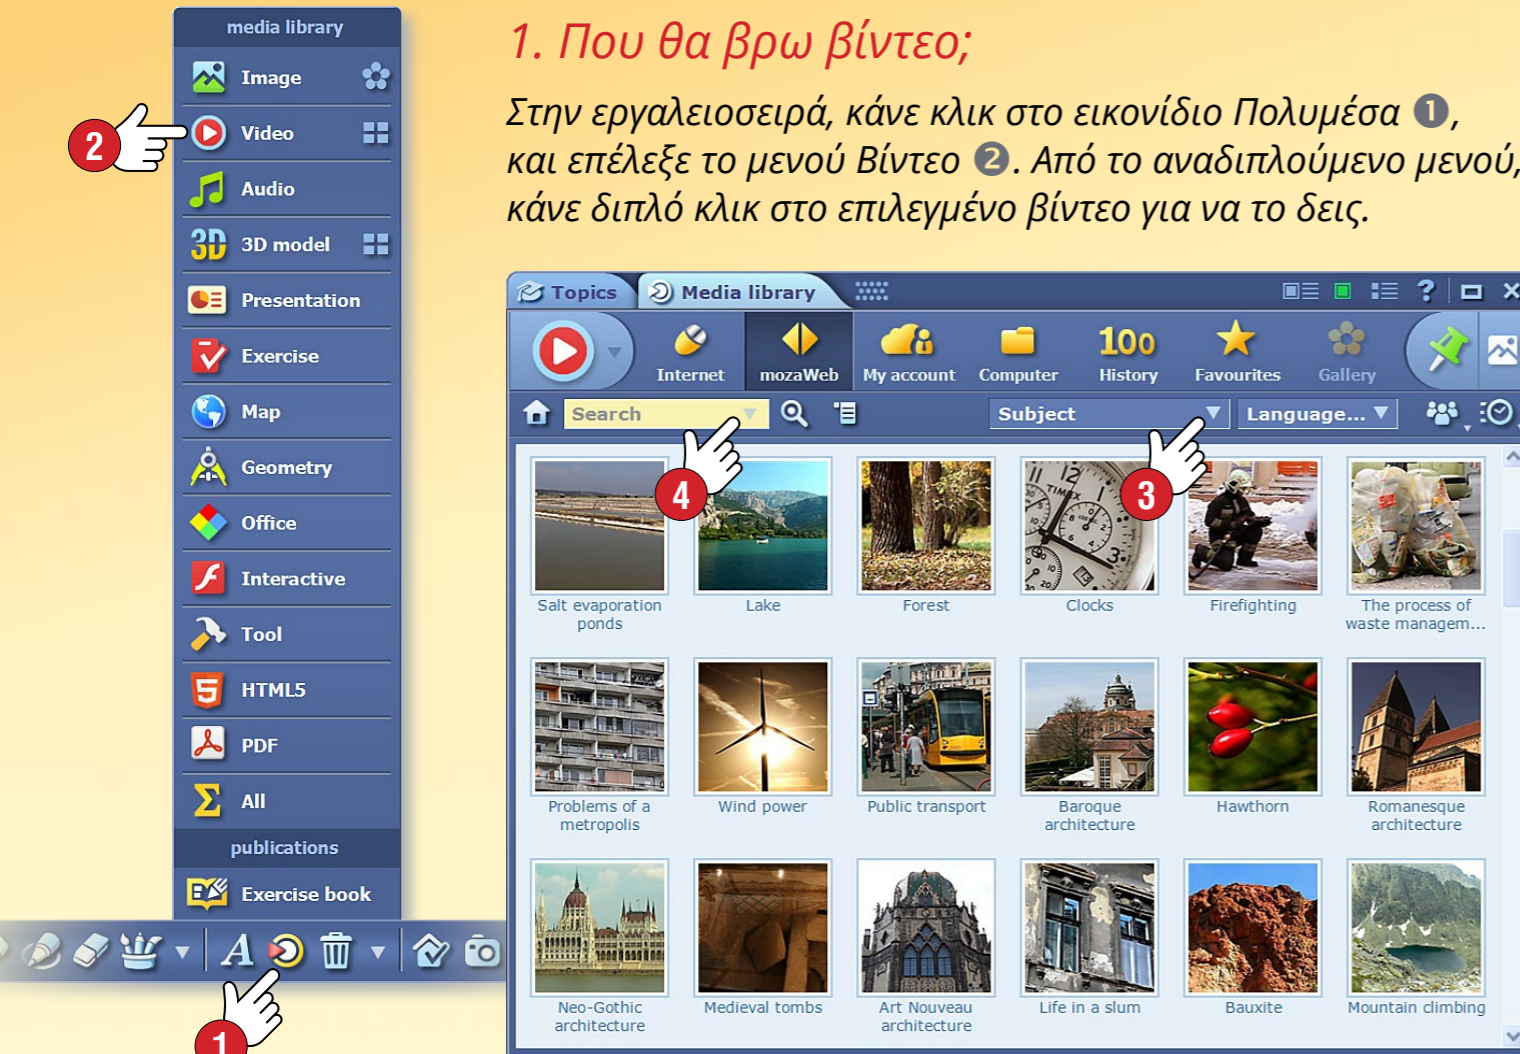 media library
Image
Video
2
Audio
3D model
Presentation
Exercise
Map
Geometry
Office
Interactive
Tool
HTML5
PDF
All
publications
Exercise book
1
1. Που θα βρω βίντεο;
Στην εργαλειοσειρά, κάνε κλικ στο εικονίδιο Πολυμέσα ❶,
και επέλεξε το μενού Βίντεο ❷. Από το αναδιπλούμενο μενού,
κάνε διπλό κλικ στο επιλεγμένο βίντεο για να το δεις.
Topics Media library
Internet mozaWeb My account Computer 100 History Favourites Gallery
Search Subject Language...
4 3
Salt evaporation ponds
Lake
Forest
Clocks
Firefighting
The process of waste managem...
Problems of a metropolis
Wind power
Public transport
Baroque architecture
Hawthorn
Romanesque architecture
Neo-Gothic architecture
Medieval tombs
Art Nouveau architecture
Life in a slum
Bauxite
Mountain climbing